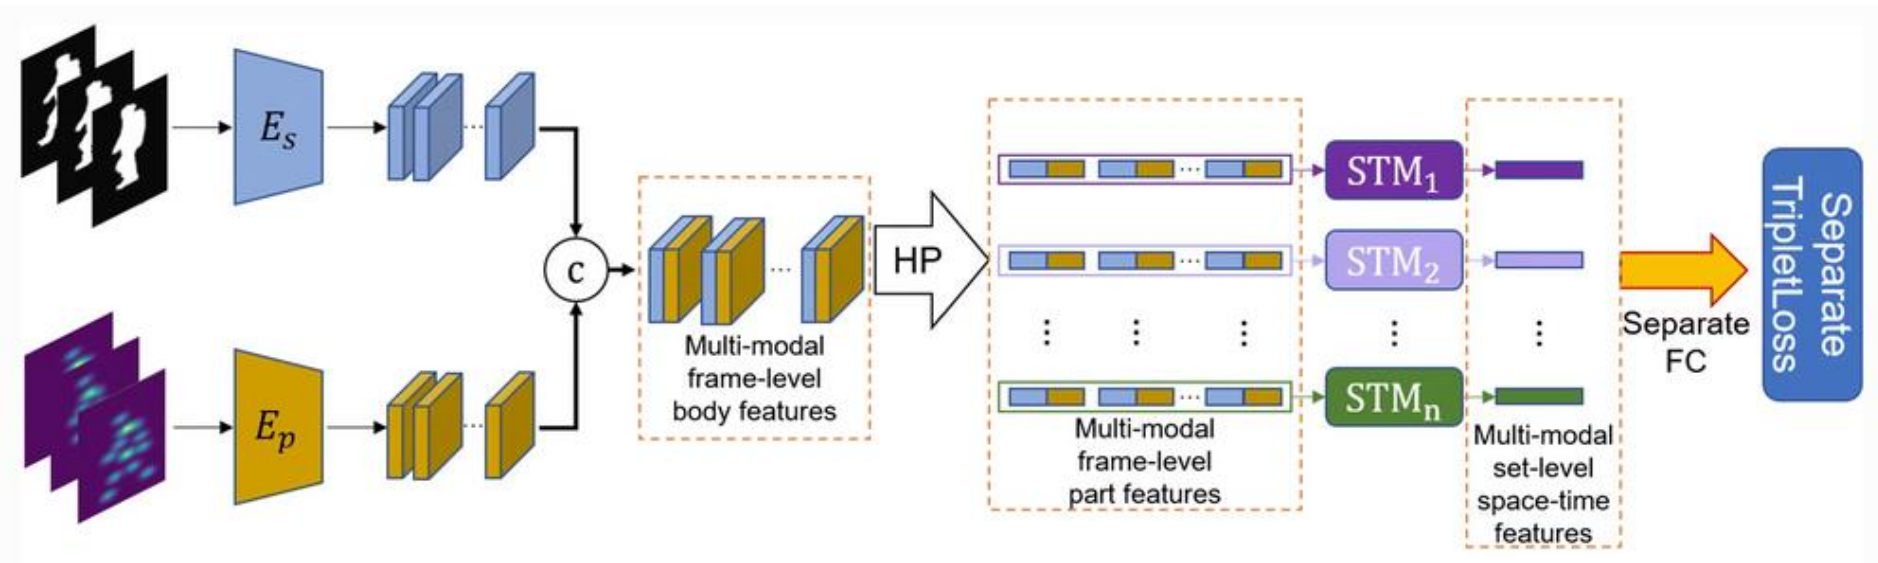 E_s
E_p
C
Multi-modal
frame-level
body features
HP
Multi-modal
frame-level
part features
STM_1
STM_2
STM_n
Multi-modal
set-level
space-time
features
Separate
FC
Separate
TripletLoss